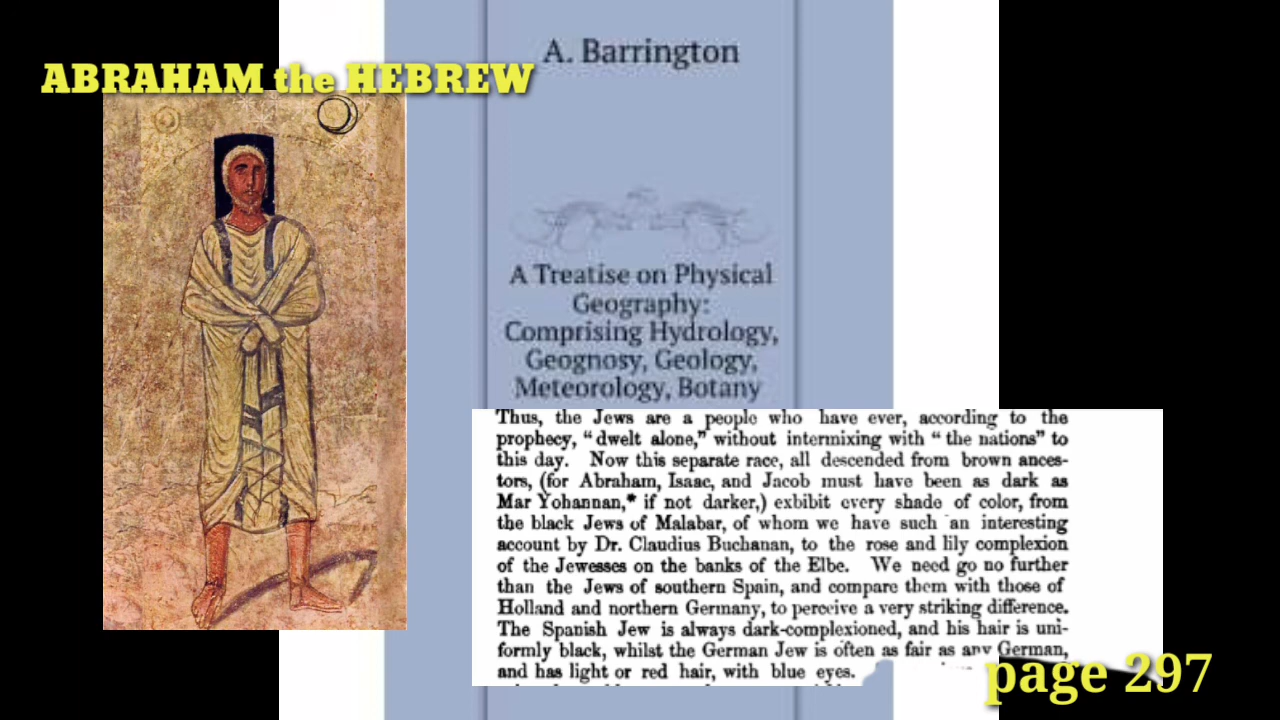 A. Barrington
ABRAHAM the HEBREW
A Treatise on Physical
Geography:
Comprising Hydrology,
Geognosy, Geology,
Meteorology, Botany
Thus, the Jews are a people who have ever, according to the
prophecy, “dwelt alone,” without intermixing with “the nations” to
this day. Now this separate race, all descended from brown ances-
tors, (for Abraham, Isaac, and Jacob must have been as dark as
Mar Yohannan,* if not darker,) exhibit every shade of color, from
the black Jews of Malabar, of whom we have such an interesting
account by Dr. Claudius Buchanan, to the rose and lily complexion
of the Jewesses on the banks of the Elbe. We need go no further
than the Jews of southern Spain, and compare them with those of
Holland and northern Germany, to perceive a very striking difference.
The Spanish Jew is always dark-complexioned, and his hair is uni-
formly black, whilst the German Jew is often as fair as any German,
and has light or red hair, with blue eyes.
page 297